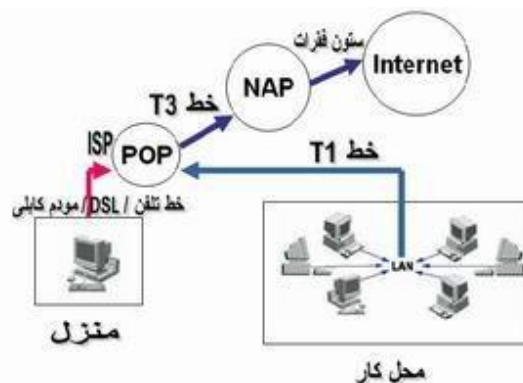 ستون فقرات
Internet
NAP
خط T3
ISP
POP
خط T1
خط تلفن / DSL / مودم کابلی
LAN
منزل
محل کار